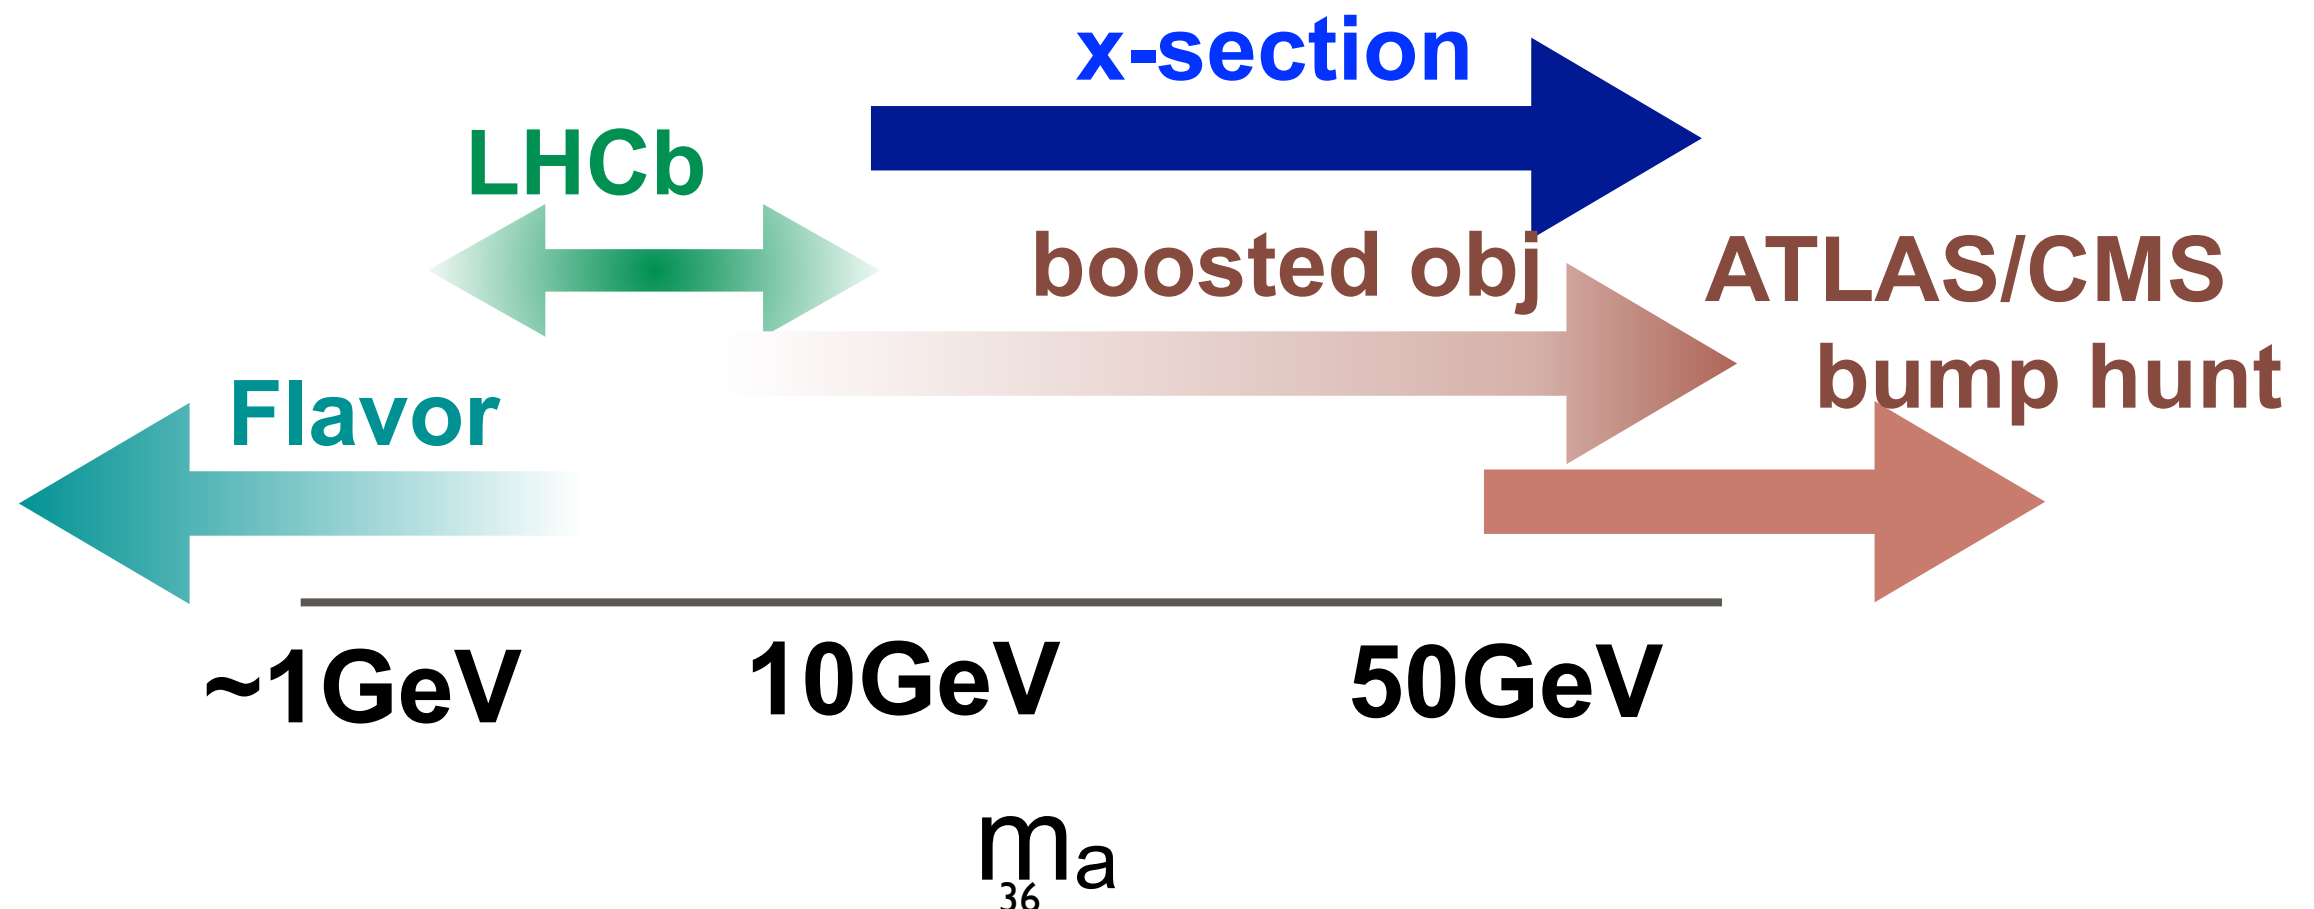 x-section
LHCb
boosted obj
ATLAS/CMS
bump hunt
Flavor
~1GeV
10GeV
50GeV
ma
36